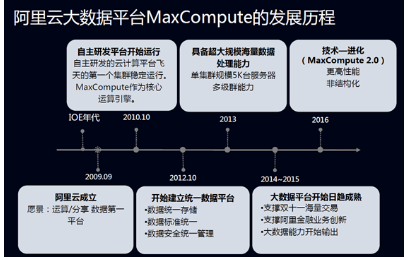 阿里云大数据平台MaxCompute的发展历程
自主研发平台开始运行
自主研发的云计算平台飞
天的第一个集群稳定运行。
MaxCompute作为核心
运算引擎。
具备超大规模海量数据
处理能力
单集群规模5K台服务器
多级群能力
技术—进化
（MaxCompute 2.0）
更高性能
非结构化
IOE年代
2010.10
2013
2016
2009.09
2012.10
2014~2015
阿里云成立
愿景：运算/分享 数据第一
平台
开始建立统一数据平台
•数据统一存储
•数据标准统一
•数据安全统一管理
大数据平台开始日趋成熟
•支撑双十一海量交易
•支撑阿里金融业务创新
•大数据能力开始输出